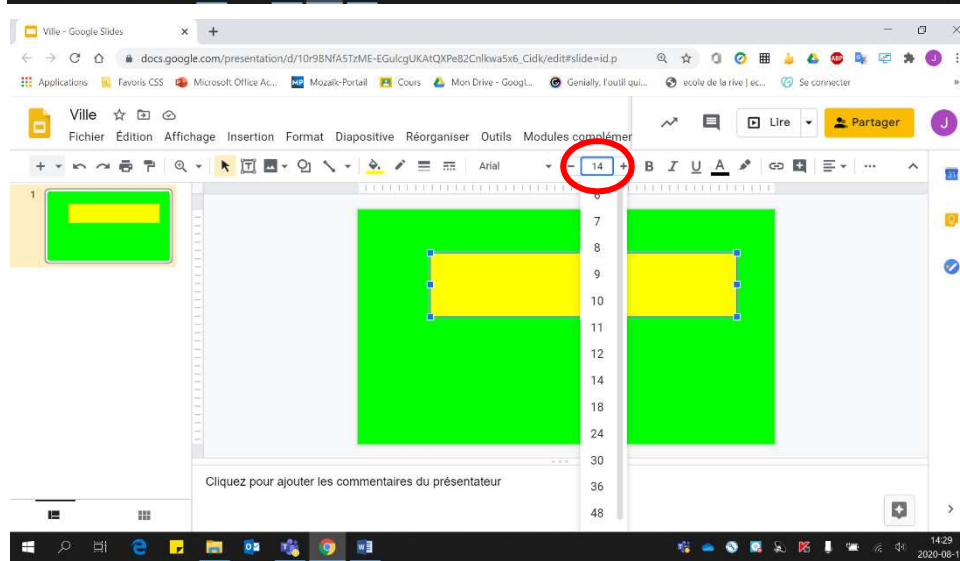 Ville - Google Slides
docs.google.com/presentation/d/10r9BNfA5TzME-EGulcgUKAtQXPe82Cnlkwa5x6_Cidk/edit#slide=id.p
Applications Favoris CSS Microsoft Office Ac... Mozaïk-Portail Cours Mon Drive - Googl... Genially, l'outil qui... ecole de la rive | ec... Se connecter
Ville
Lire Partager J
Fichier Édition Affichage Insertion Format Diapositive Réorganiser Outils Modules complémen
Arial 14 B I U A
1
6
7
8
9
10
11
12
14
18
24
30
36
48
Cliquez pour ajouter les commentaires du présentateur
14:29
2020-08-1